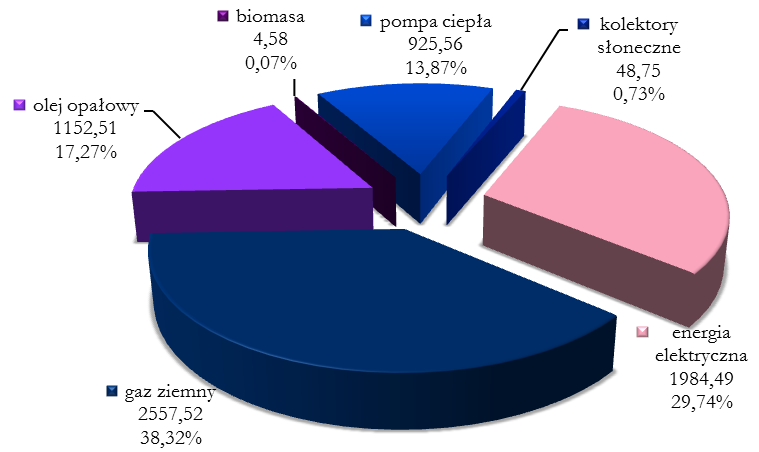 biomasa
4,58
0,07%
pompa ciepła
925,56
13,87%
kolektory
słoneczne
48,75
0,73%
olej opałowy
1152,51
17,27%
energia
elektryczna
1984,49
29,74%
gaz ziemny
2557,52
38,32%